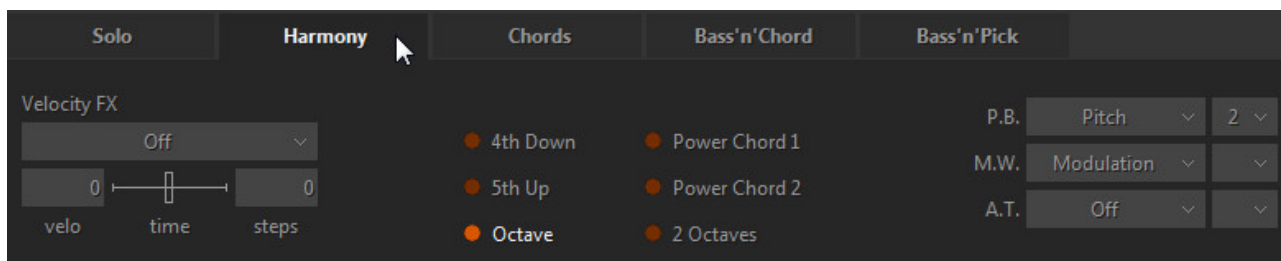 Solo Harmony Chords Bass'n'Chord Bass'n'Pick
Velocity FX
Off
0 0
velo time steps
4th Down
5th Up
Octave
Power Chord 1
Power Chord 2
2 Octaves
P.B. Pitch 2
M.W. Modulation
A.T. Off